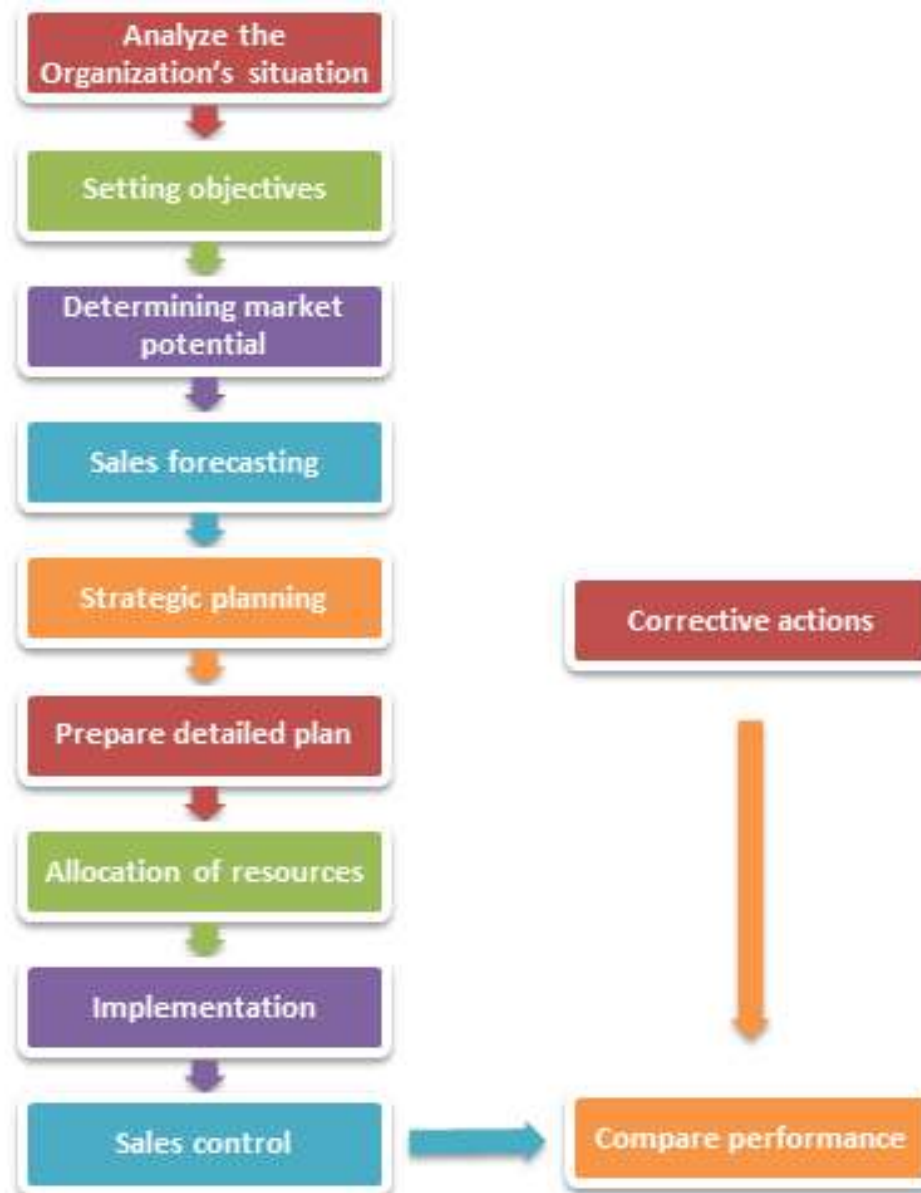 Analyze the
Organization's situation
Setting objectives
Determining market
potential
Sales forecasting
Strategic planning
Prepare detailed plan
Allocation of resources
Implementation
Sales control
Corrective actions
Compare performance